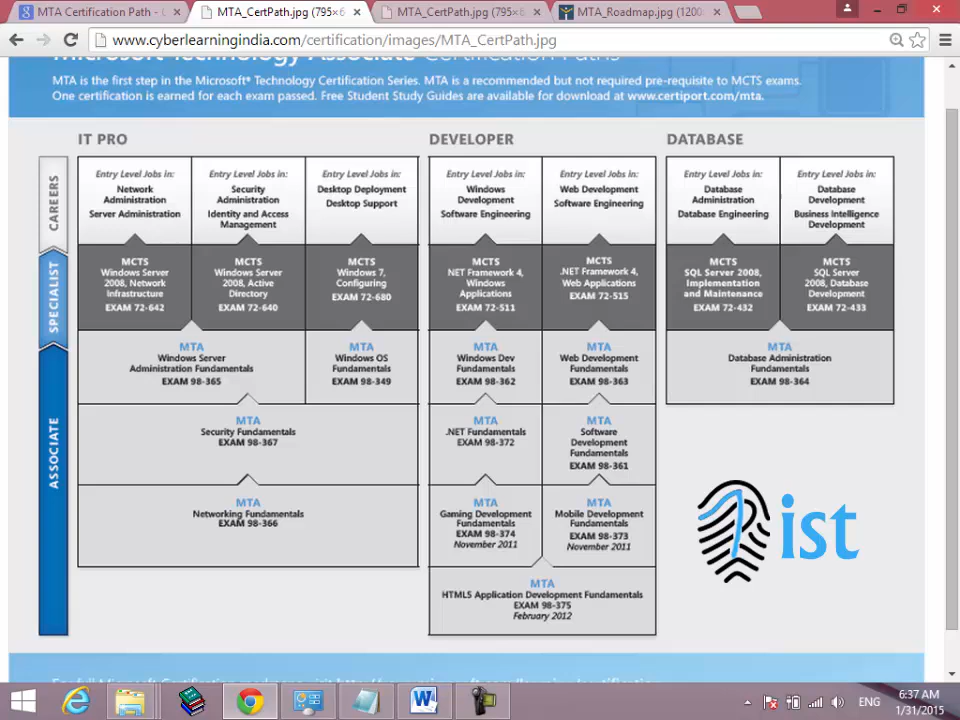 MTA Certification Path - G
MTA_CertPath.jpg (795×6
MTA_CertPath.jpg (795×6
MTA_Roadmap.jpg (1200×
www.cyberlearningindia.com/certification/images/MTA_CertPath.jpg
Microsoft Technology Associate Certification Paths
MTA is the first step in the Microsoft® Technology Certification Series. MTA is a recommended but not required pre-requisite to MCTS exams.
One certification is earned for each exam passed. Free Student Study Guides are available for download at www.certiport.com/mta.
IT PRO
DEVELOPER
DATABASE
CAREERS
Entry Level Jobs in:
Network
Administration
Server Administration
Entry Level Jobs in:
Security
Administration
Identity and Access
Management
Entry Level Jobs in:
Desktop Deployment
Desktop Support
Entry Level Jobs in:
Windows
Development
Software Engineering
Entry Level Jobs in:
Web Development
Software Engineering
Entry Level Jobs in:
Database
Administration
Database Engineering
Entry Level Jobs in:
Database
Development
Business Intelligence
Development
SPECIALIST
MCTS
Windows Server
2008, Network
Infrastructure
EXAM 72-642
MCTS
Windows Server
2008, Active
Directory
EXAM 72-640
MCTS
Windows 7,
Configuring
EXAM 72-680
MCTS
.NET Framework 4,
Windows
Applications
EXAM 72-511
MCTS
.NET Framework 4,
Web Applications
EXAM 72-515
MCTS
SQL Server 2008,
Implementation
and Maintenance
EXAM 72-432
MCTS
SQL Server
2008, Database
Development
EXAM 72-433
ASSOCIATE
MTA
Windows Server
Administration Fundamentals
EXAM 98-365
MTA
Windows OS
Fundamentals
EXAM 98-349
MTA
Windows Dev
Fundamentals
EXAM 98-362
MTA
Web Development
Fundamentals
EXAM 98-363
MTA
Database Administration
Fundamentals
EXAM 98-364
MTA
Security Fundamentals
EXAM 98-367
MTA
.NET Fundamentals
EXAM 98-372
MTA
Software
Development
Fundamentals
EXAM 98-361
MTA
Networking Fundamentals
EXAM 98-366
MTA
Gaming Development
Fundamentals
EXAM 98-374
November 2011
MTA
Mobile Development
Fundamentals
EXAM 98-373
November 2011
MTA
HTML5 Application Development Fundamentals
EXAM 98-375
February 2012
ist
ENG
6:37 AM
1/31/2015